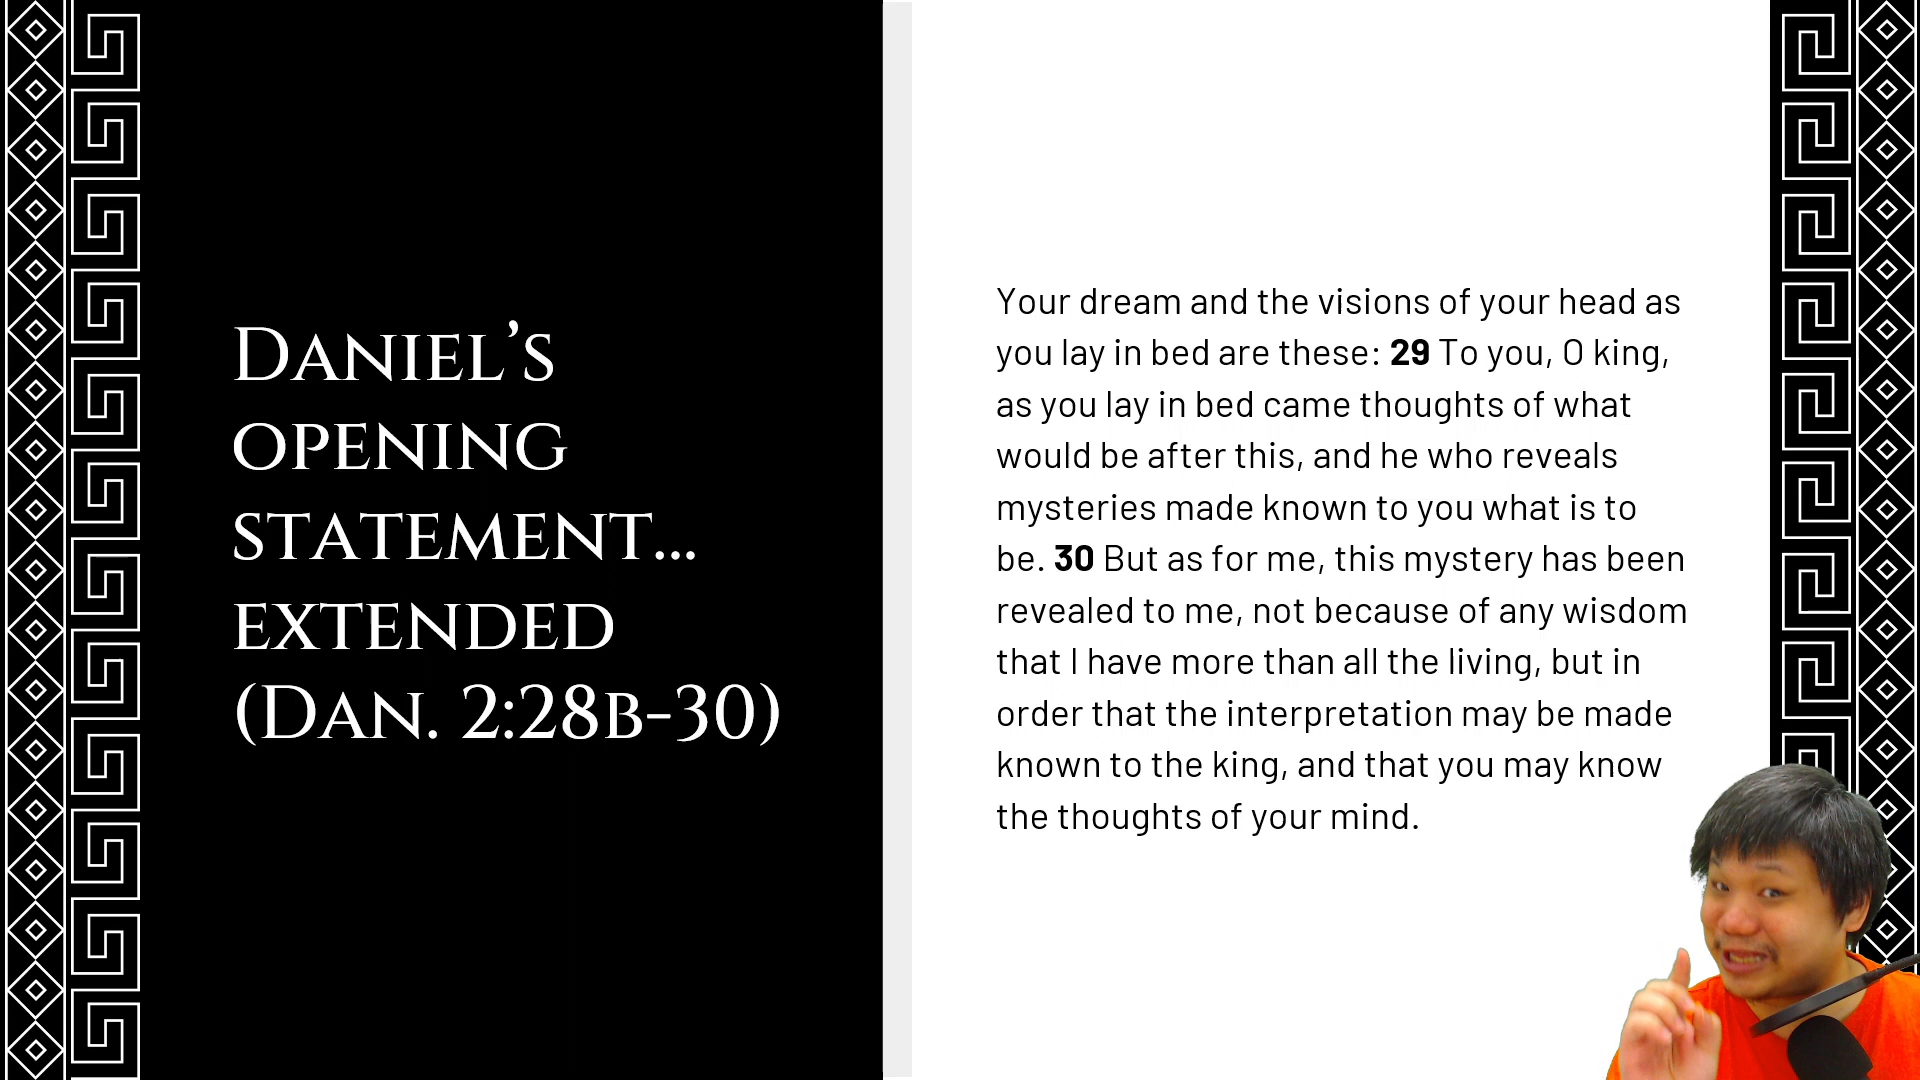 Daniel’s
opening
statement...
extended
(Dan. 2:28b-30)
Your dream and the visions of your head as
you lay in bed are these: 29 To you, O king,
as you lay in bed came thoughts of what
would be after this, and he who reveals
mysteries made known to you what is to
be. 30 But as for me, this mystery has been
revealed to me, not because of any wisdom
that I have more than all the living, but in
order that the interpretation may be made
known to the king, and that you may know
the thoughts of your mind.